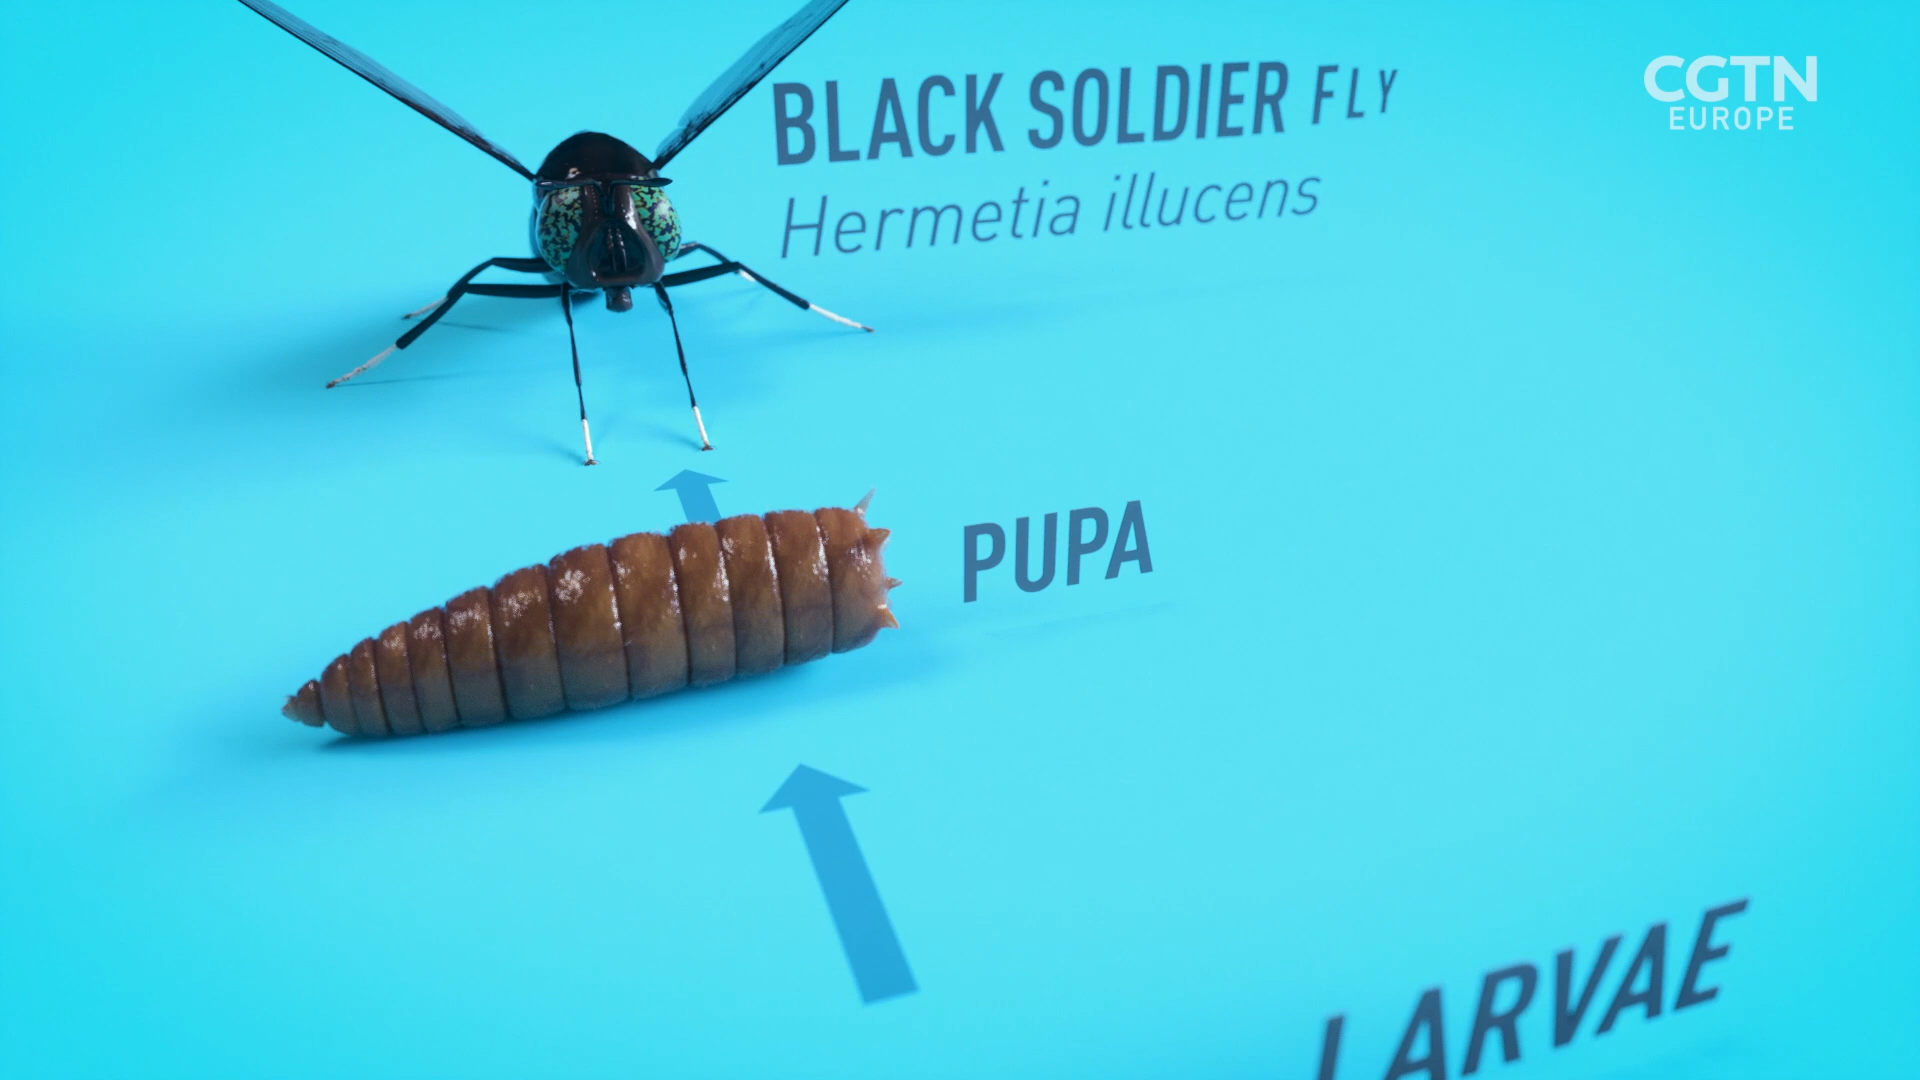 BLACK SOLDIER FLY
Hermetia illucens
CGTN
EUROPE
PUPA
LARVAE